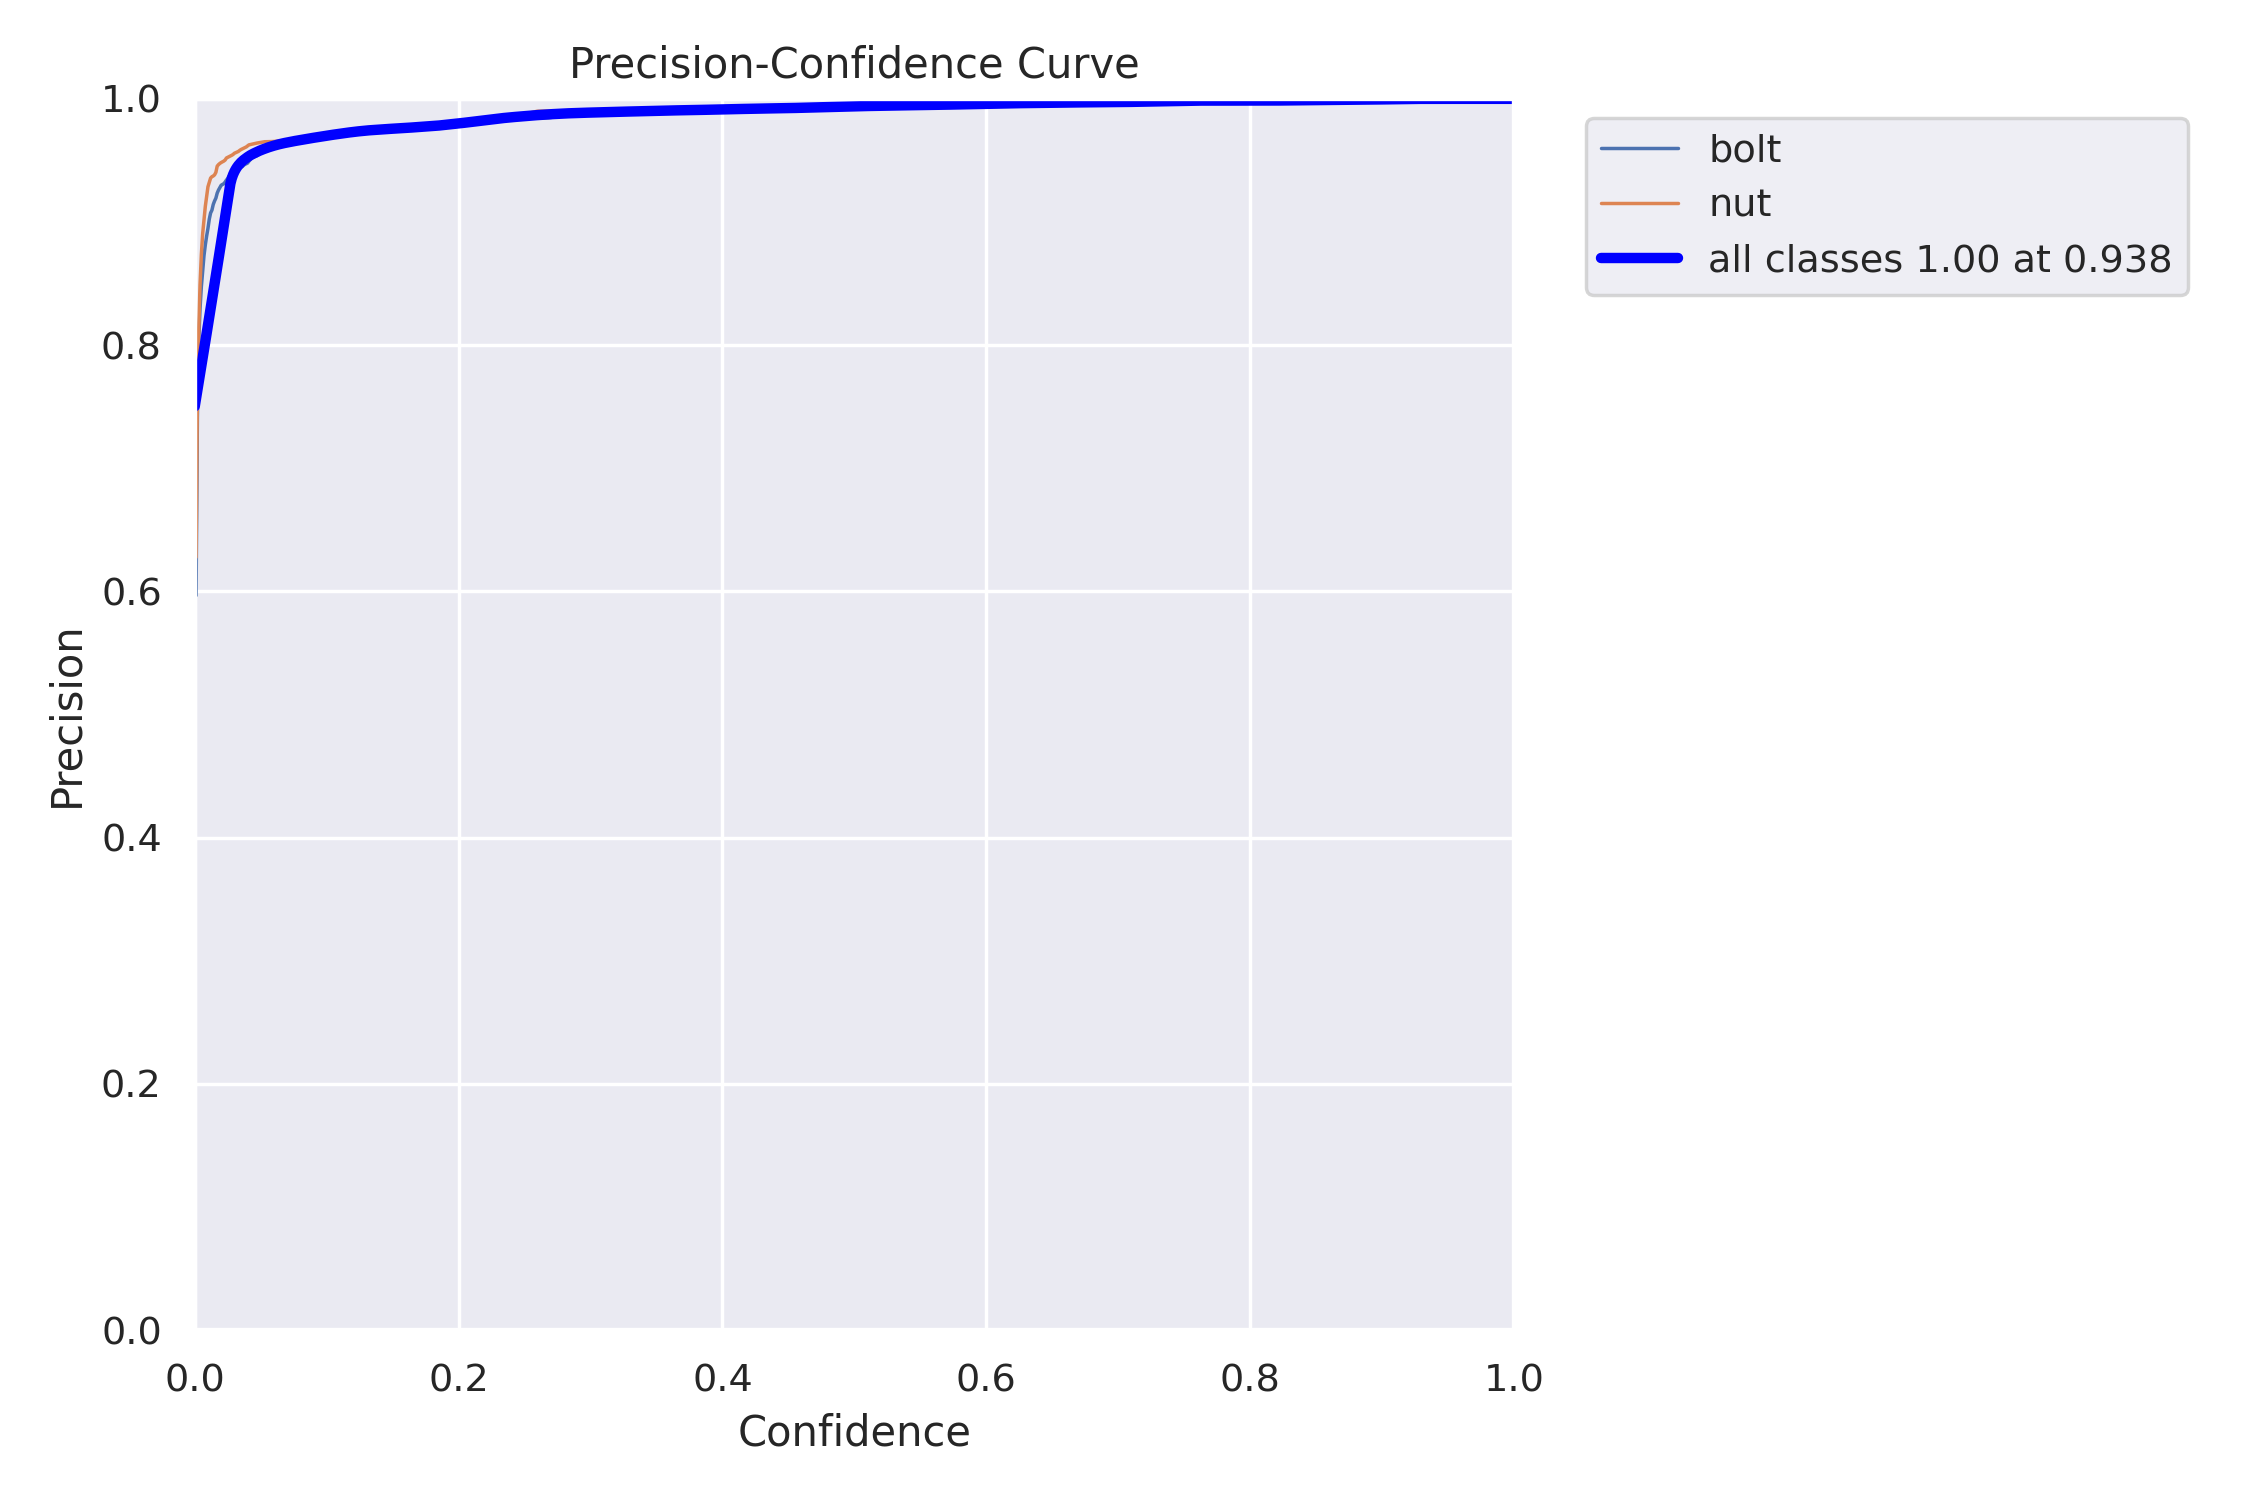 Precision-Confidence Curve
1.0
0.8
0.6
0.4
0.2
0.0
Precision
0.0 0.2 0.4 0.6 0.8 1.0
Confidence
bolt
nut
all classes 1.00 at 0.938